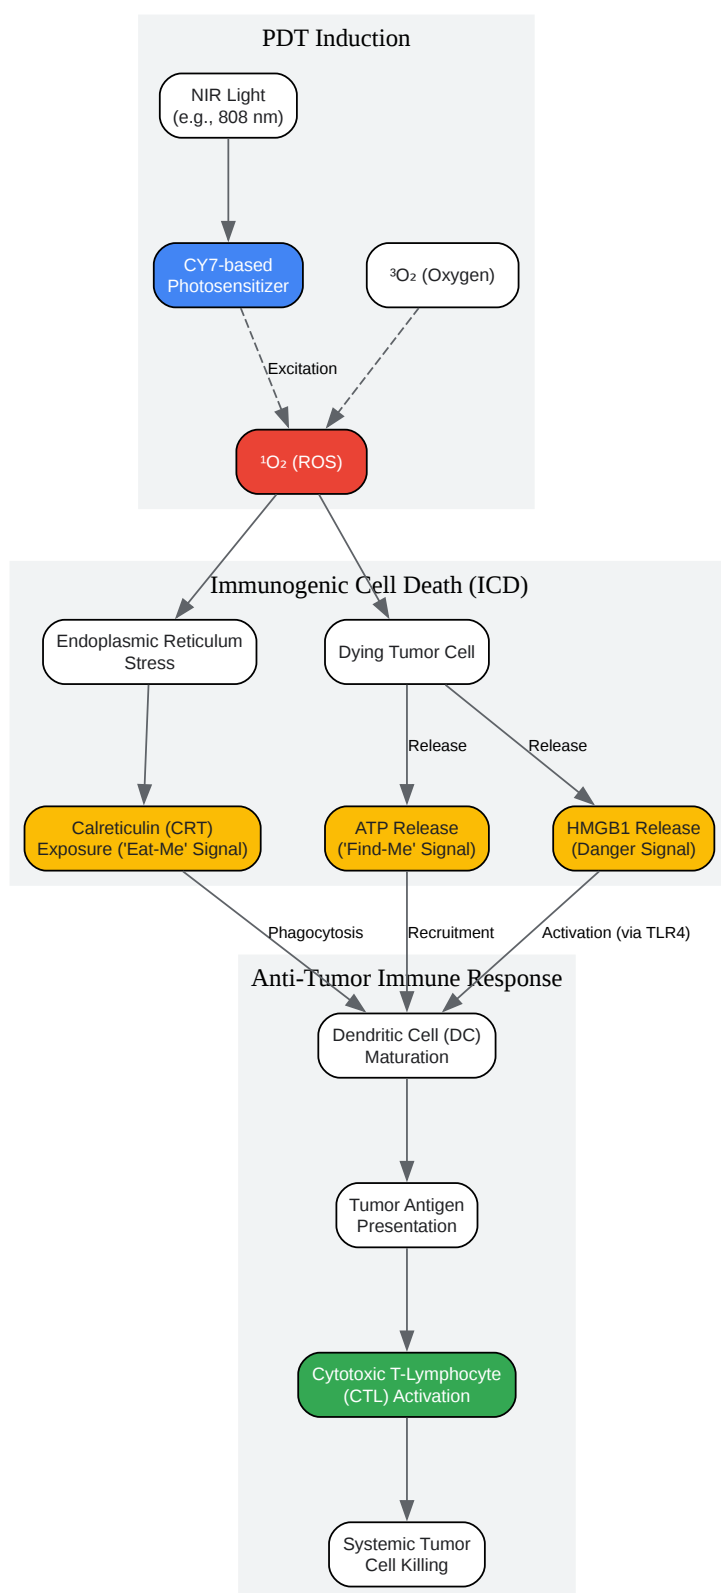 PDT Induction
NIR Light
(e.g., 808 nm)
CY7-based
Photosensitizer
³O₂ (Oxygen)
Excitation
¹O₂ (ROS)
Immunogenic Cell Death (ICD)
Endoplasmic Reticulum
Stress
Dying Tumor Cell
Release
Release
Calreticulin (CRT)
Exposure ('Eat-Me' Signal)
ATP Release
('Find-Me' Signal)
HMGB1 Release
(Danger Signal)
Phagocytosis
Recruitment
Activation (via TLR4)
Anti-Tumor Immune Response
Dendritic Cell (DC)
Maturation
Tumor Antigen
Presentation
Cytotoxic T-Lymphocyte
(CTL) Activation
Systemic Tumor
Cell Killing